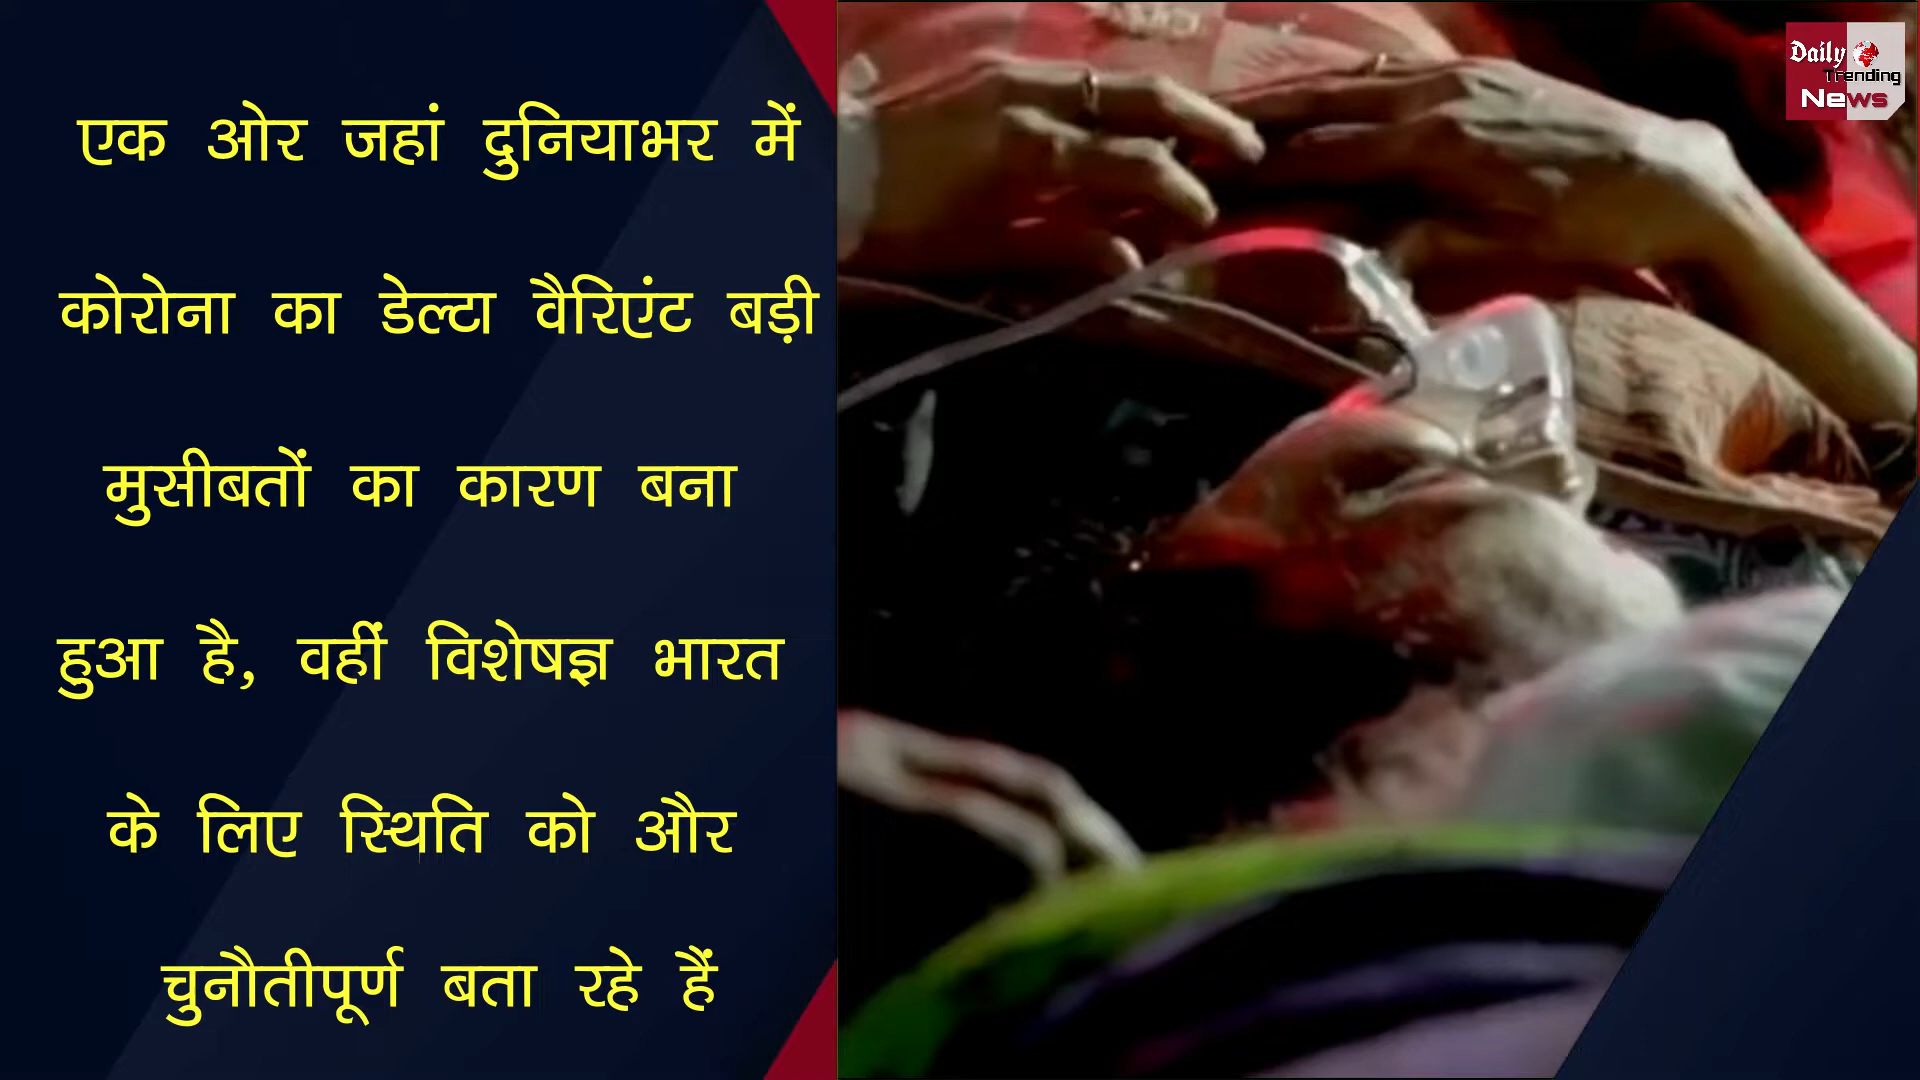 एक ओर जहां दुनियाभर में
कोरोना का डेल्टा वैरिएंट बड़ी
मुसीबतों का कारण बना
हुआ है, वहीं विशेषज्ञ भारत
के लिए स्थिति को और
चुनौतीपूर्ण बता रहे हैं
Daily
Trending
News